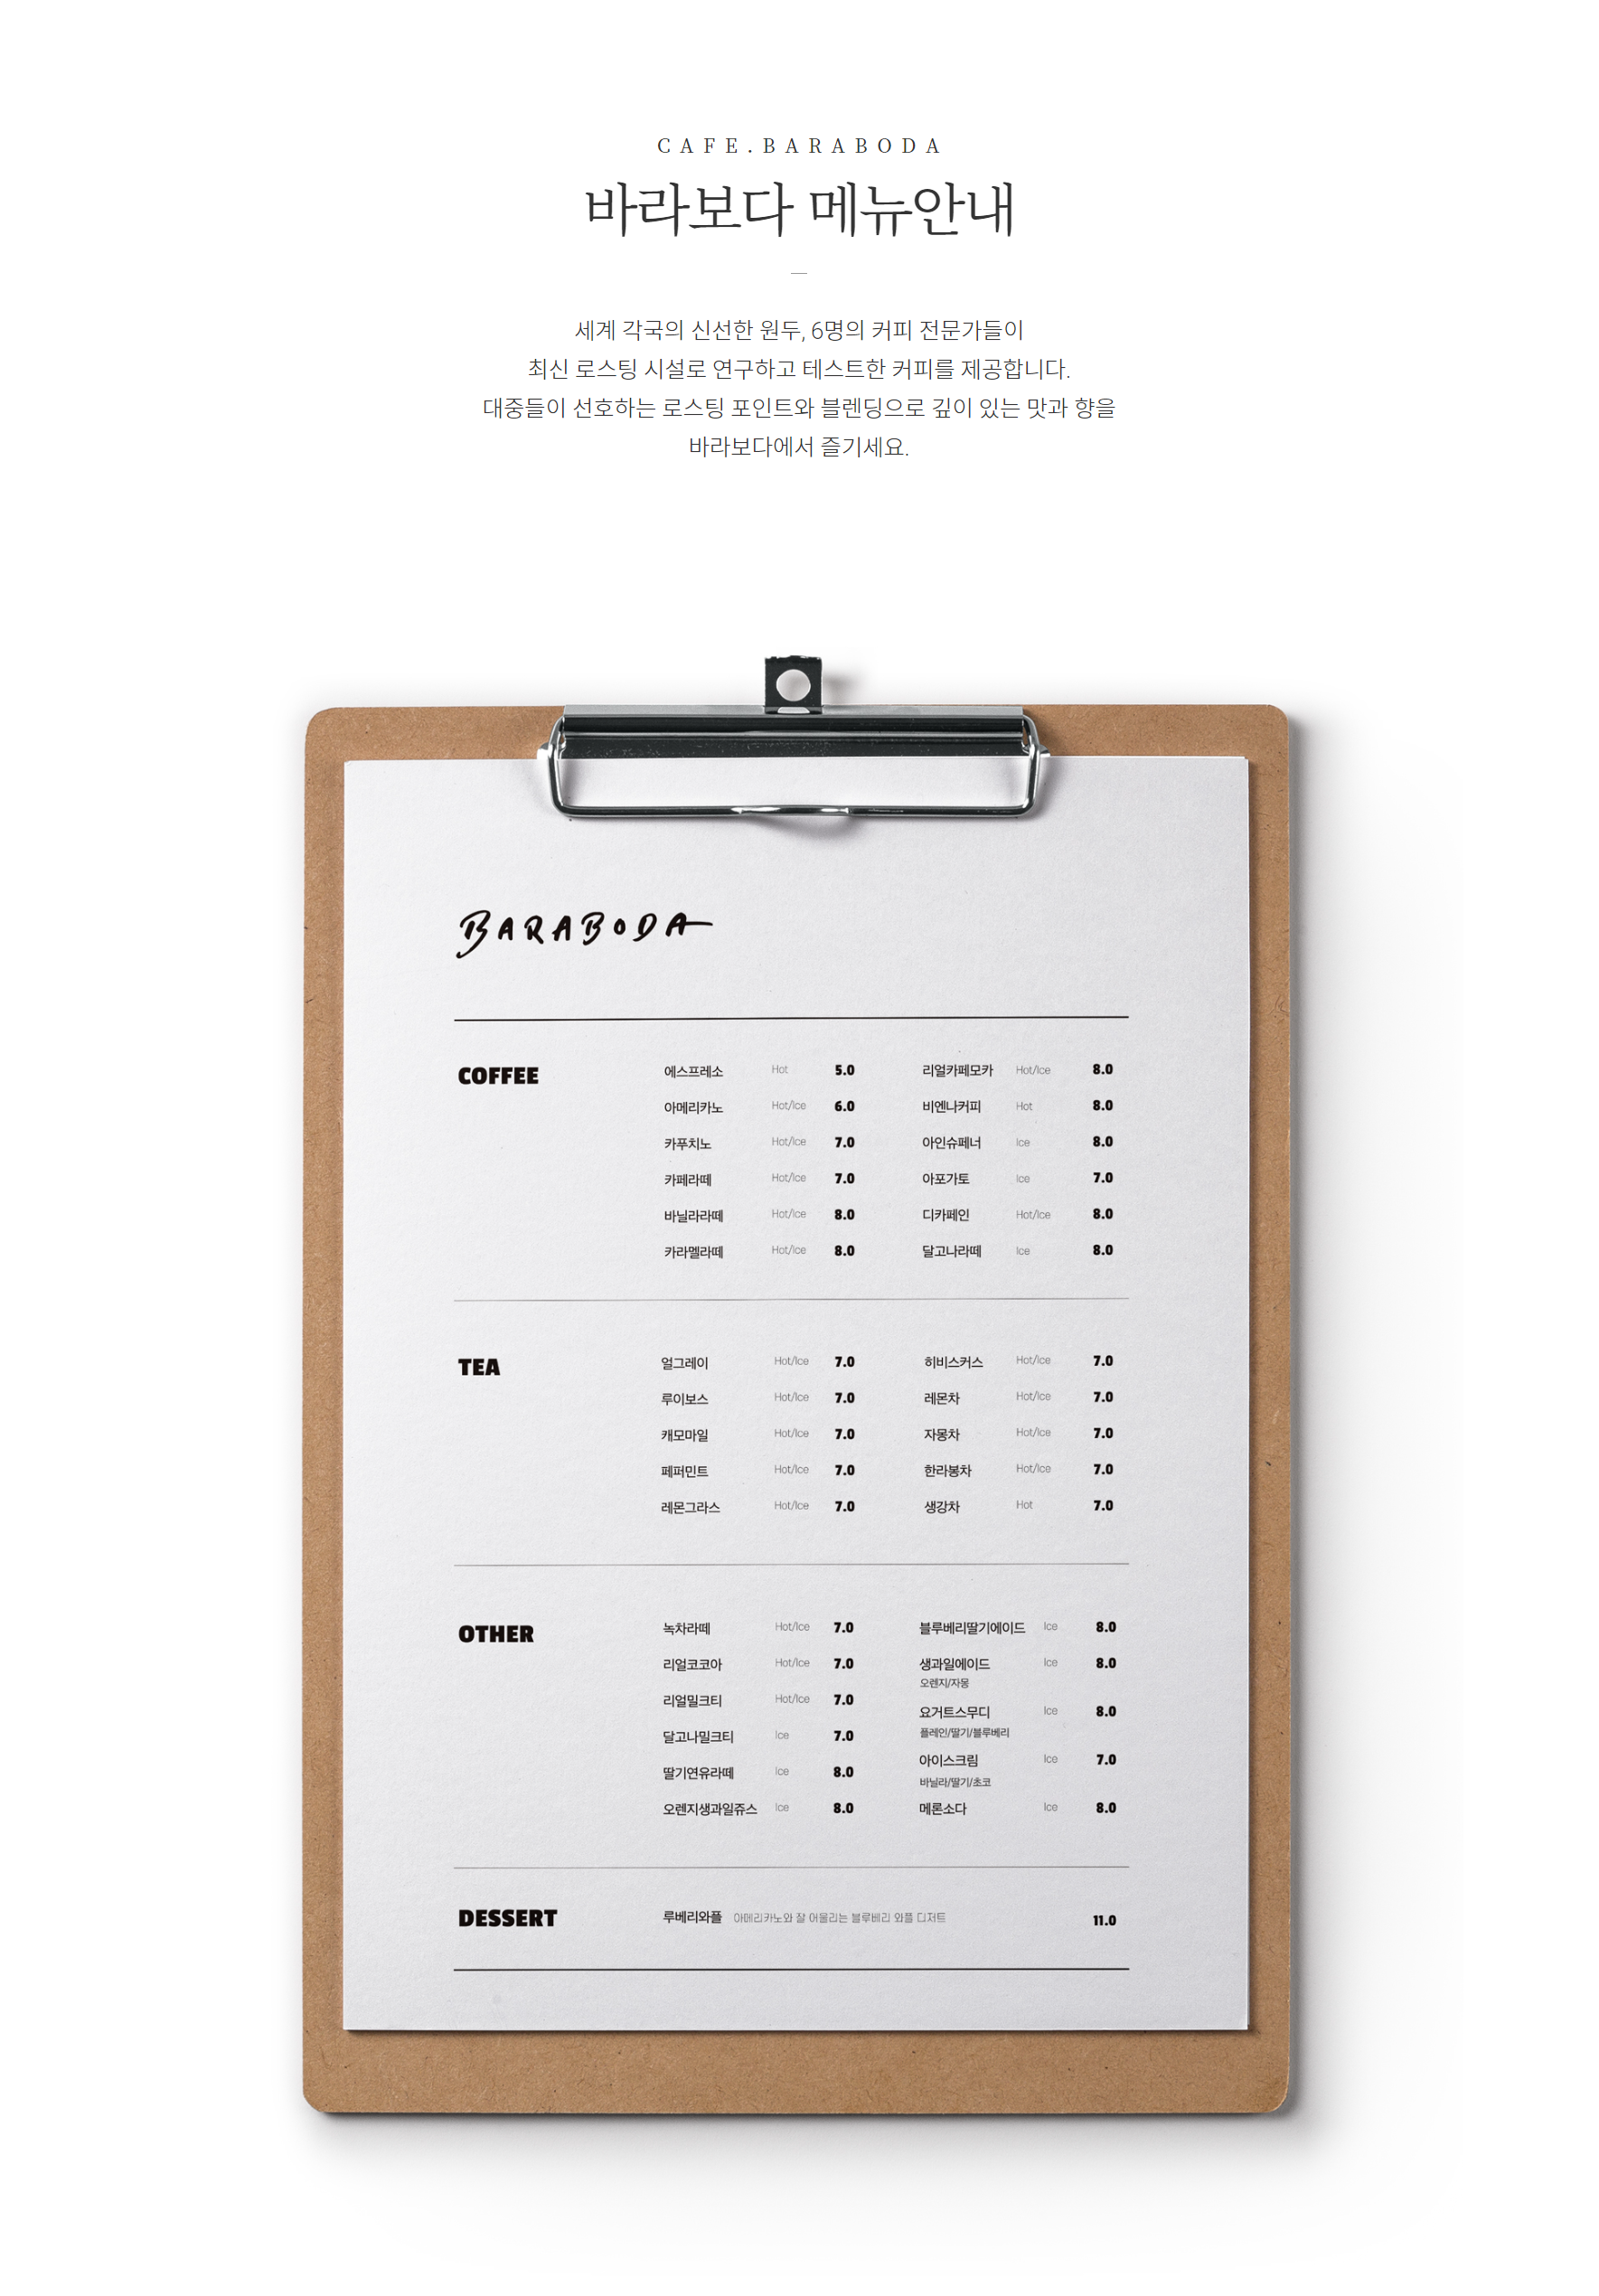 CAFE.BARABODA
바라보다 메뉴안내
세계 각국의 신선한 원두, 6명의 커피 전문가들이
최신 로스팅 시설로 연구하고 테스트한 커피를 제공합니다.
대중들이 선호하는 로스팅 포인트와 블렌딩으로 깊이 있는 맛과 향을
바라보다에서 즐기세요.
BARABODA
COFFEE
에스프레소 Hot 5.0
아메리카노 Hot/Ice 6.0
카푸치노 Hot/Ice 7.0
카페라떼 Hot/Ice 7.0
바닐라라떼 Hot/Ice 8.0
카라멜라떼 Hot/Ice 8.0
리얼카페모카 Hot/Ice 8.0
비엔나커피 Hot 8.0
아인슈페너 Ice 8.0
아포가토 Ice 7.0
디카페인 Hot/Ice 8.0
달고나라떼 Ice 8.0
TEA
얼그레이 Hot/Ice 7.0
루이보스 Hot/Ice 7.0
캐모마일 Hot/Ice 7.0
페퍼민트 Hot/Ice 7.0
레몬그라스 Hot/Ice 7.0
히비스커스 Hot/Ice 7.0
레몬차 Hot/Ice 7.0
자몽차 Hot/Ice 7.0
한라봉차 Hot/Ice 7.0
생강차 Hot 7.0
OTHER
녹차라떼 Hot/Ice 7.0
리얼코코아 Hot/Ice 7.0
리얼밀크티 Hot/Ice 7.0
달고나밀크티 Ice 7.0
딸기연유라떼 Ice 8.0
오렌지생과일쥬스 Ice 8.0
블루베리딸기에이드 Ice 8.0
생과일에이드 Ice 8.0
오렌지/자몽
요거트스무디 Ice 8.0
플레인/딸기/블루베리
아이스크림 Ice 7.0
바닐라/딸기/초코
메론소다 Ice 8.0
DESSERT
루베리와플 아메리카노와 잘 어울리는 블루베리 와플 디저트 11.0